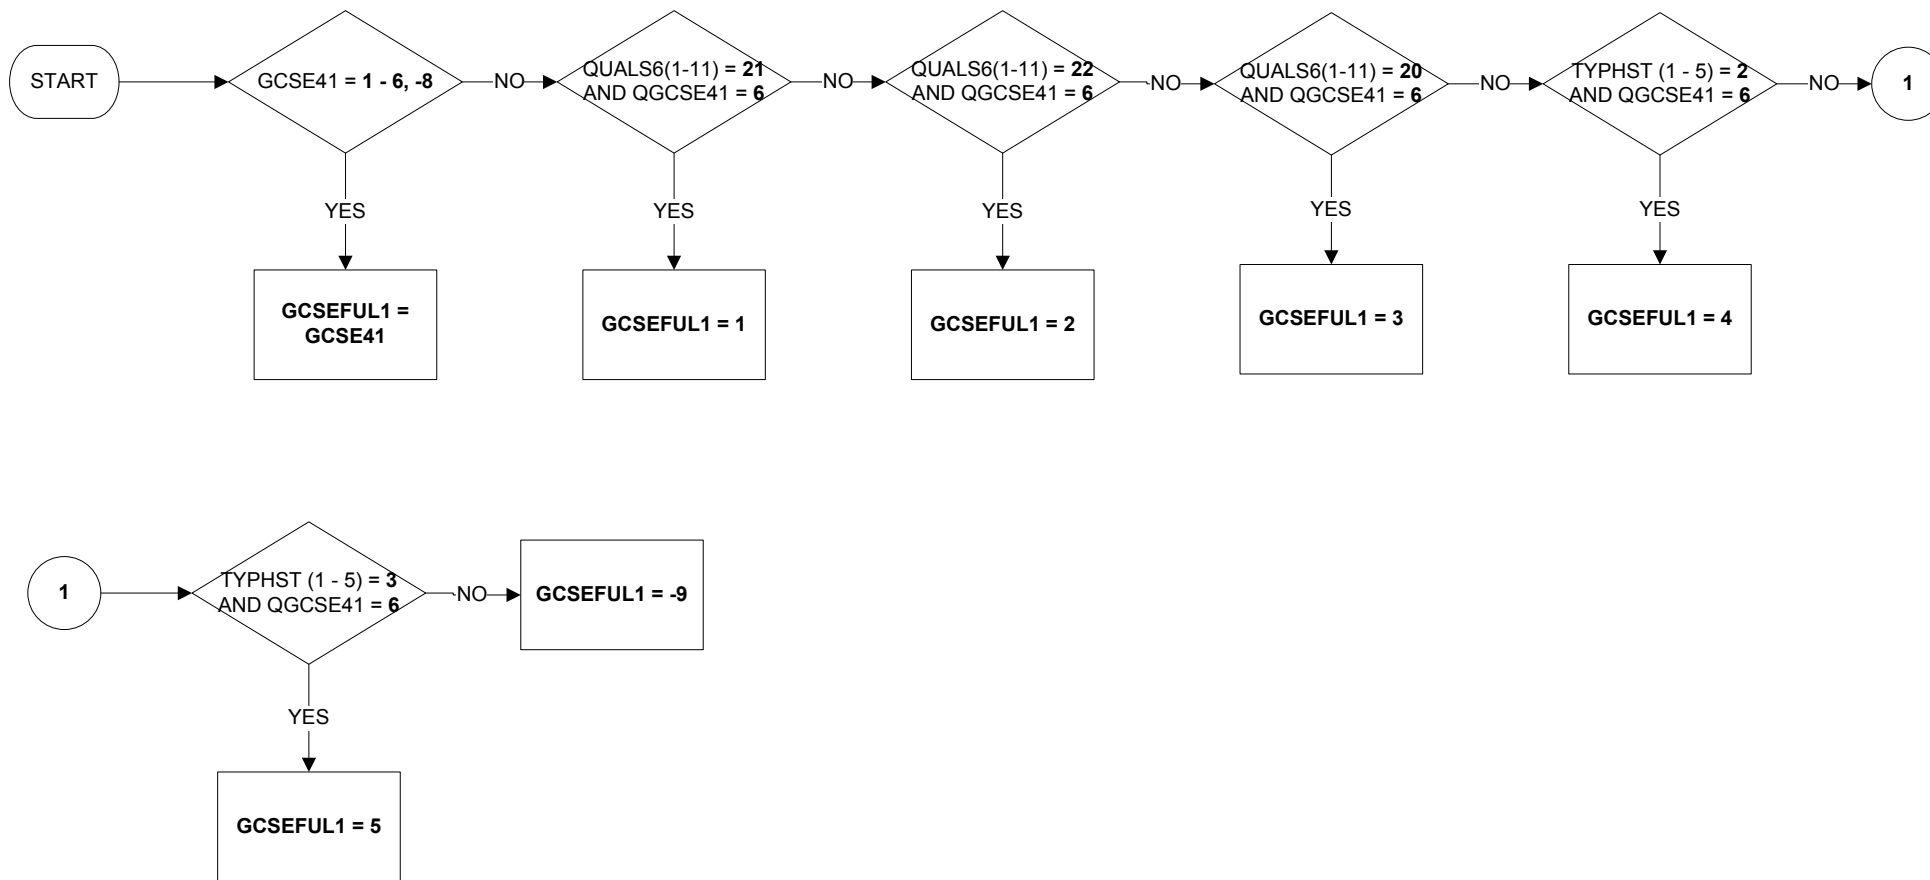 START
GCSE41 = 1 - 6, -8
NO
QUALS6(1-11) = 21
AND QGCSE41 = 6
NO
QUALS6(1-11) = 22
AND QGCSE41 = 6
NO
QUALS6(1-11) = 20
AND QGCSE41 = 6
NO
TYPHST (1 - 5) = 2
AND QGCSE41 = 6
NO
1
YES
YES
YES
YES
YES
GCSEFUL1 =
GCSE41
GCSEFUL1 = 1
GCSEFUL1 = 2
GCSEFUL1 = 3
GCSEFUL1 = 4
1
TYPHST (1 - 5) = 3
AND QGCSE41 = 6
NO
GCSEFUL1 = -9
YES
GCSEFUL1 = 5